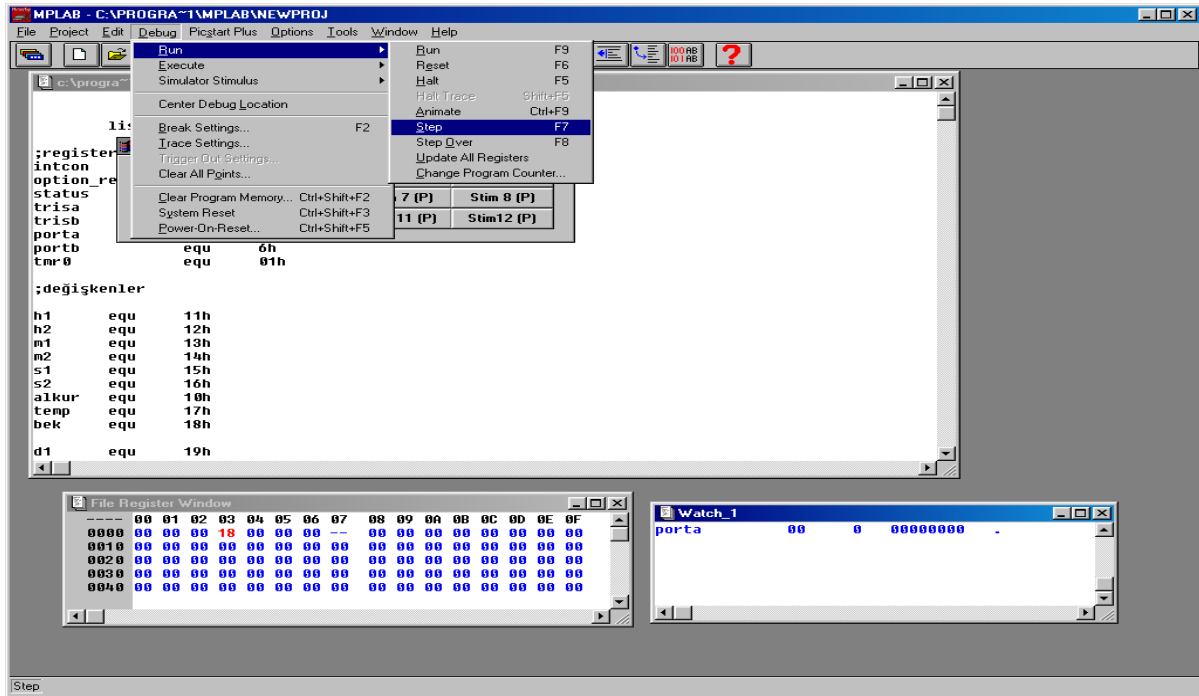 MPLAB - C:\PROGRA~1\MPLAB\NEWPROJ
File Project Edit Debug Picstart Plus Options Tools Window Help
Run
Execute
Simulator Stimulus
Center Debug Location
Break Settings... F2
Trace Settings...
Trigger Out Settings...
Clear All Points...
Clear Program Memory... Ctrl+Shift+F2
System Reset Ctrl+Shift+F3
Power-On-Reset... Ctrl+Shift+F5
Run F9
Reset F6
Halt F5
Halt Trace Shift+F5
Animate Ctrl+F9
Step F7
Step Over F8
Update All Registers
Change Program Counter...
7 (P) Stim 8 (P)
11 (P) Stim12 (P)
c:\progra~
lis
;register
intcon
option_re
status
trisa
trisb
porta
portb equ 6h
tmr0 equ 01h
;değişkenler
h1 equ 11h
h2 equ 12h
m1 equ 13h
m2 equ 14h
s1 equ 15h
s2 equ 16h
alkur equ 10h
temp equ 17h
bek equ 18h
d1 equ 19h
File Register Window
---- 00 01 02 03 04 05 06 07 08 09 0A 0B 0C 0D 0E 0F
0000 00 00 00 18 00 00 00 -- 00 00 00 00 00 00 00 00
0010 00 00 00 00 00 00 00 00 00 00 00 00 00 00 00 00
0020 00 00 00 00 00 00 00 00 00 00 00 00 00 00 00 00
0030 00 00 00 00 00 00 00 00 00 00 00 00 00 00 00 00
0040 00 00 00 00 00 00 00 00 00 00 00 00 00 00 00 00
Watch_1
porta 00 0 00000000 .
Step